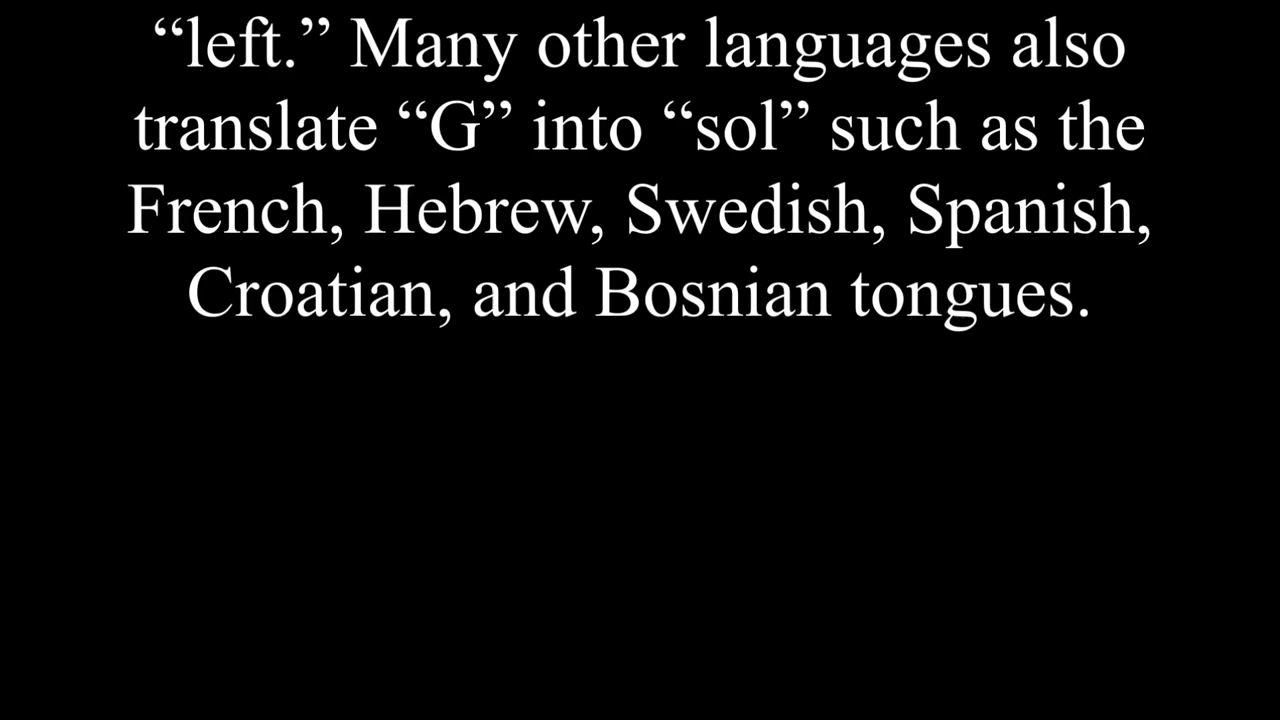 “left.” Many other languages also
translate “G” into “sol” such as the
French, Hebrew, Swedish, Spanish,
Croatian, and Bosnian tongues.